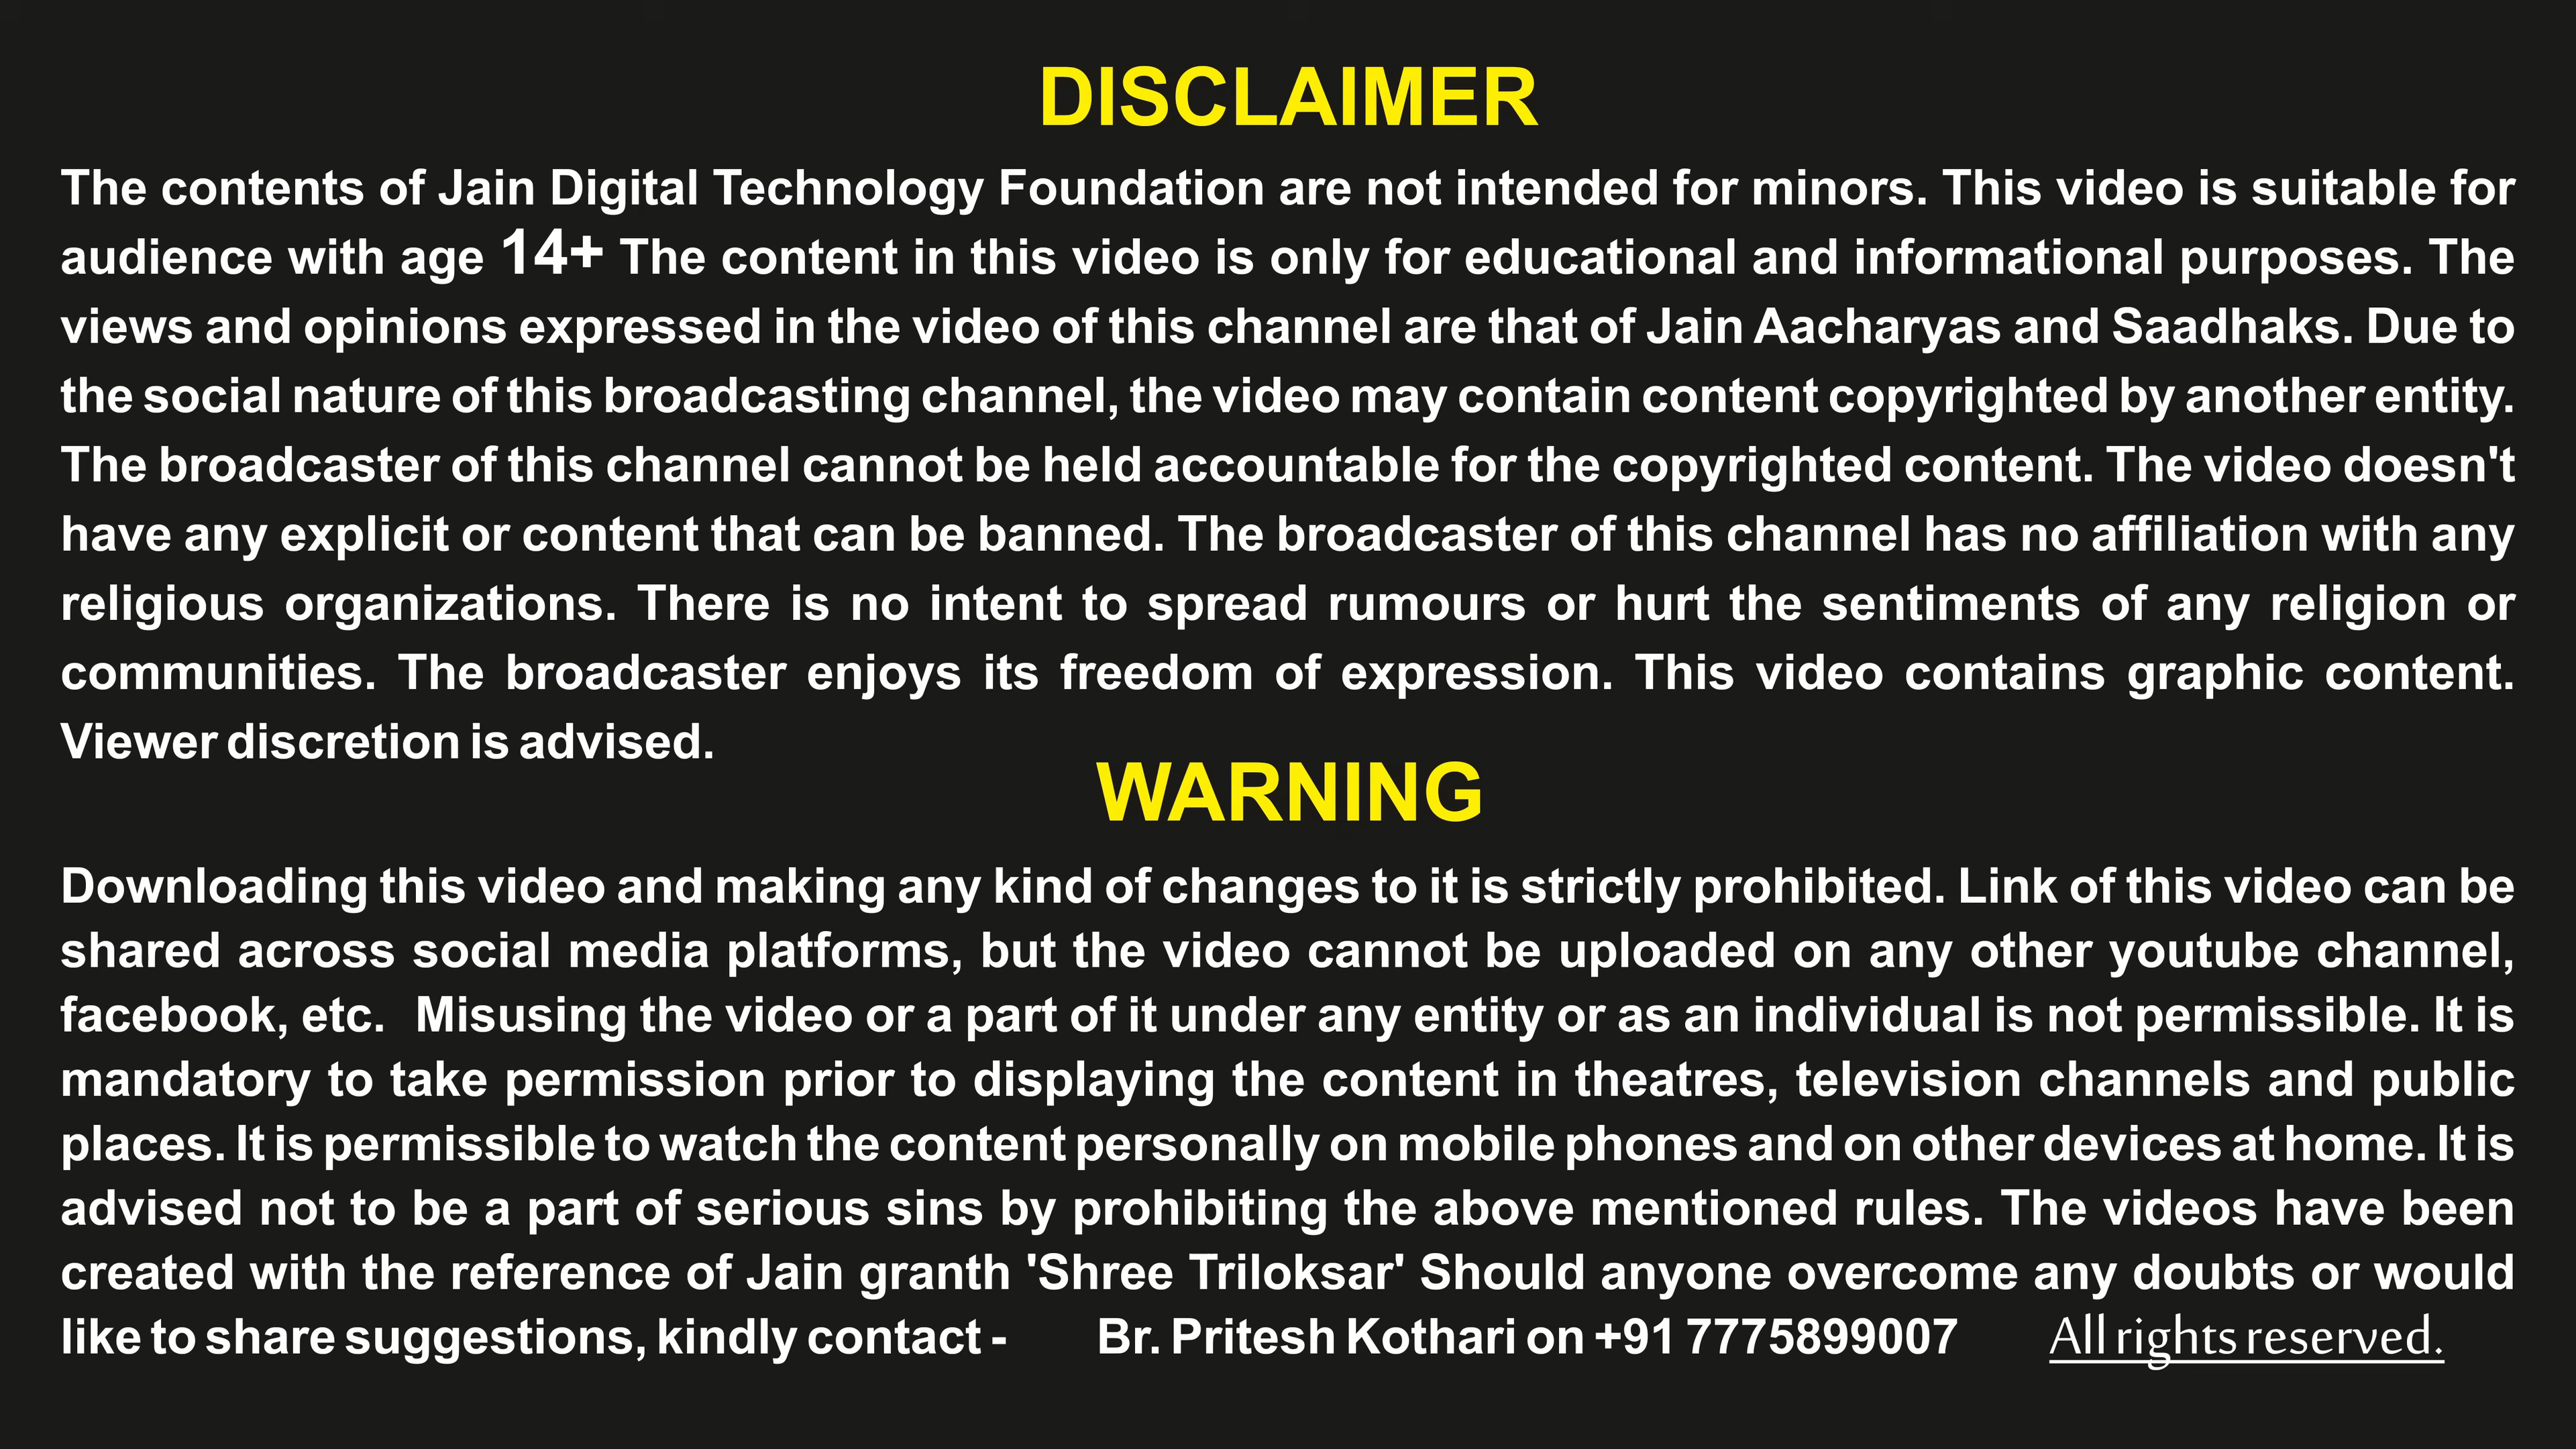 DISCLAIMER
The contents of Jain Digital Technology Foundation are not intended for minors. This video is suitable for
audience with age 14+ The content in this video is only for educational and informational purposes. The
views and opinions expressed in the video of this channel are that of Jain Aacharyas and Saadhaks. Due to
the social nature of this broadcasting channel, the video may contain content copyrighted by another entity.
The broadcaster of this channel cannot be held accountable for the copyrighted content. The video doesn't
have any explicit or content that can be banned. The broadcaster of this channel has no affiliation with any
religious organizations. There is no intent to spread rumours or hurt the sentiments of any religion or
communities. The broadcaster enjoys its freedom of expression. This video contains graphic content.
Viewer discretion is advised.
WARNING
Downloading this video and making any kind of changes to it is strictly prohibited. Link of this video can be
shared across social media platforms, but the video cannot be uploaded on any other youtube channel,
facebook, etc. Misusing the video or a part of it under any entity or as an individual is not permissible. It is
mandatory to take permission prior to displaying the content in theatres, television channels and public
places. It is permissible to watch the content personally on mobile phones and on other devices at home. It is
advised not to be a part of serious sins by prohibiting the above mentioned rules. The videos have been
created with the reference of Jain granth 'Shree Triloksar' Should anyone overcome any doubts or would
like to share suggestions, kindly contact - Br. Pritesh Kothari on +91 7775899007 All rights reserved.